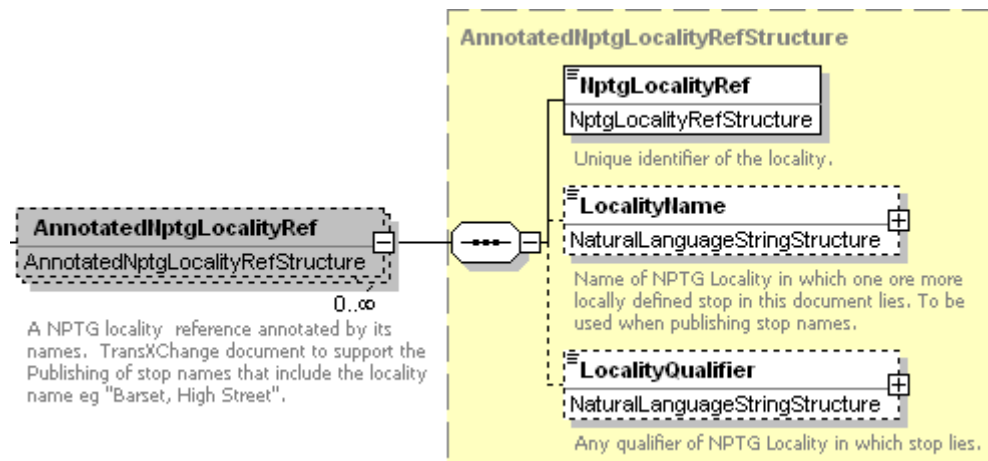 AnnotatedNptgLocalityRefStructure
NptgLocalityRef
NptgLocalityRefStructure
Unique identifier of the locality.
LocalityName
NaturalLanguageStringStructure
Name of NPTG Locality in which one ore more
locally defined stop in this document lies. To be
used when publishing stop names.
LocalityQualifier
NaturalLanguageStringStructure
Any qualifier of NPTG Locality in which stop lies.
AnnotatedNptgLocalityRef
AnnotatedNptgLocalityRefStructure
0..∞
A NPTG locality reference annotated by its
names. TransXChange document to support the
Publishing of stop names that include the locality
name eg "Barset, High Street".